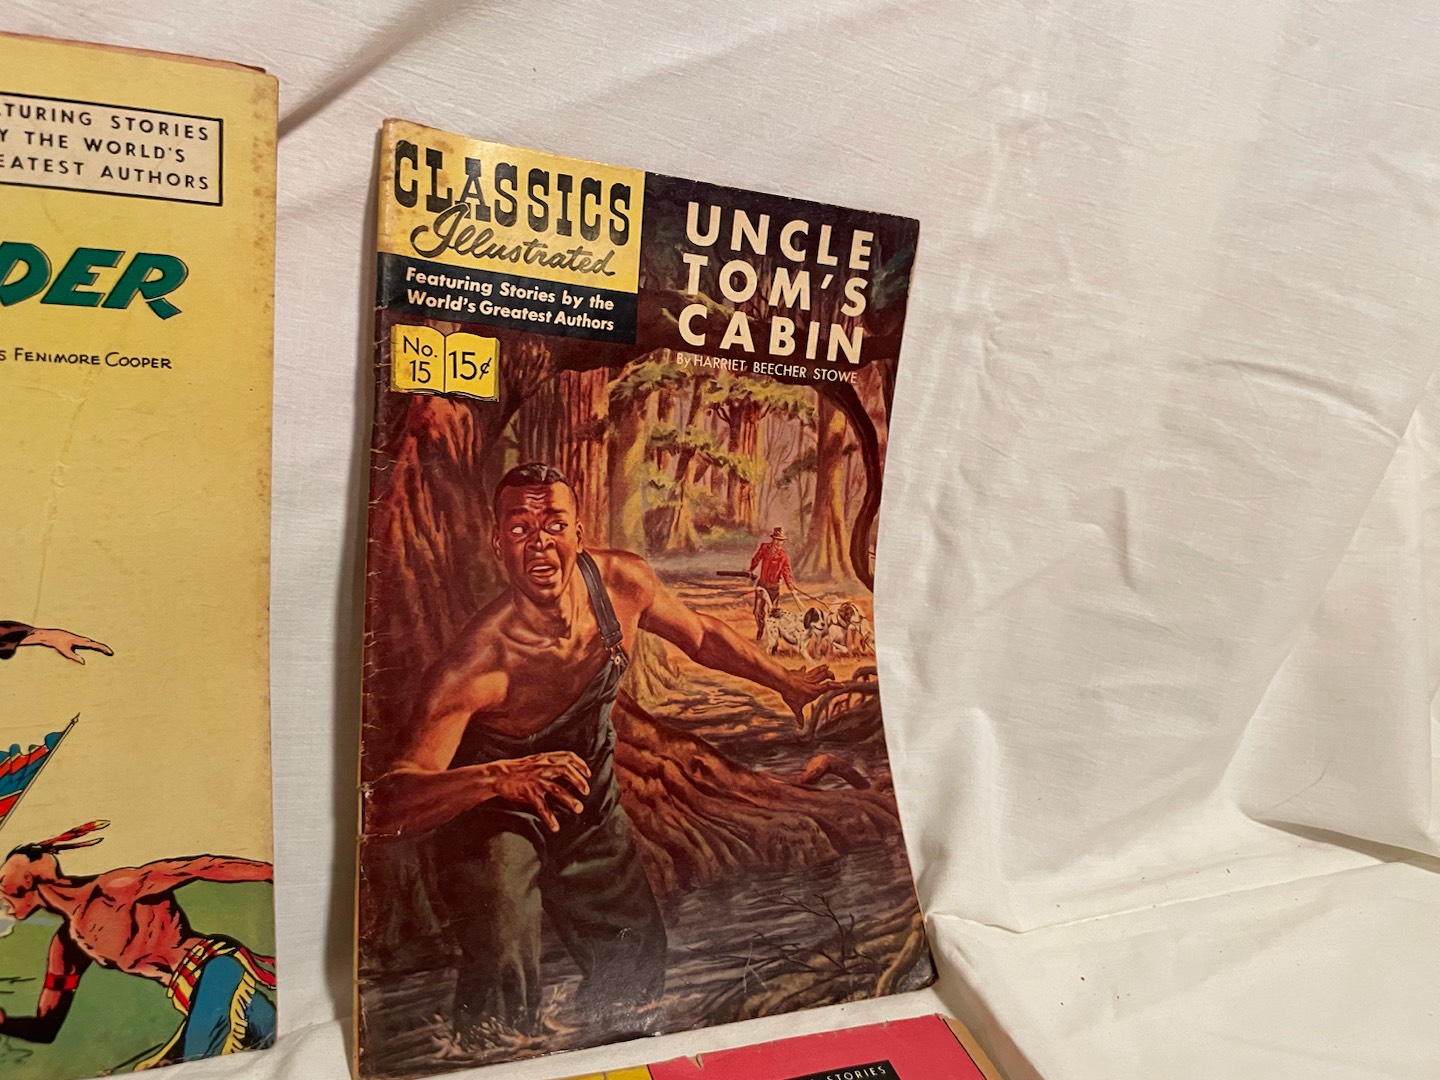 TURING STORIES
Y THE WORLD'S
EATEST AUTHORS
DER
S FENIMORE COOPER
CLASSICS
Illustrated
Featuring Stories by the
World's Greatest Authors
No.
15
15¢
UNCLE
TOM'S
CABIN
By HARRIET BEECHER STOWE
STORIES